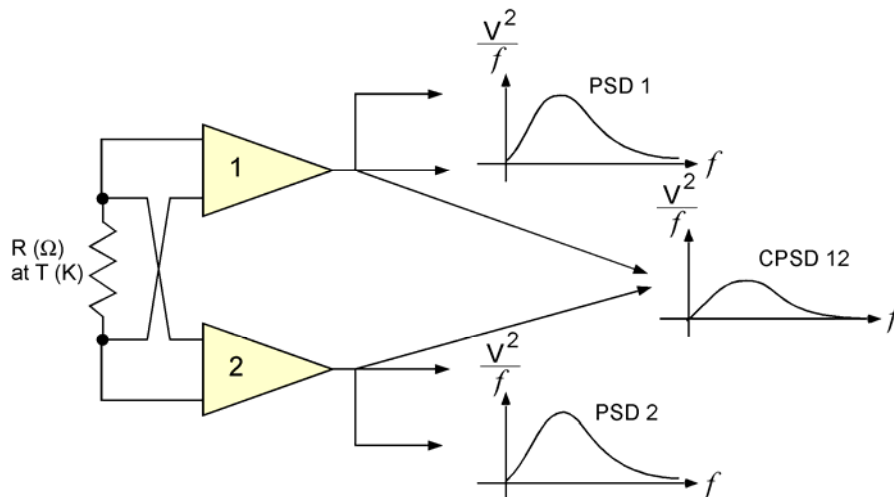 V²
f
PSD 1
f
1
V²
f
CPSD 12
f
R (Ω)
at T (K)
2
V²
f
PSD 2
f